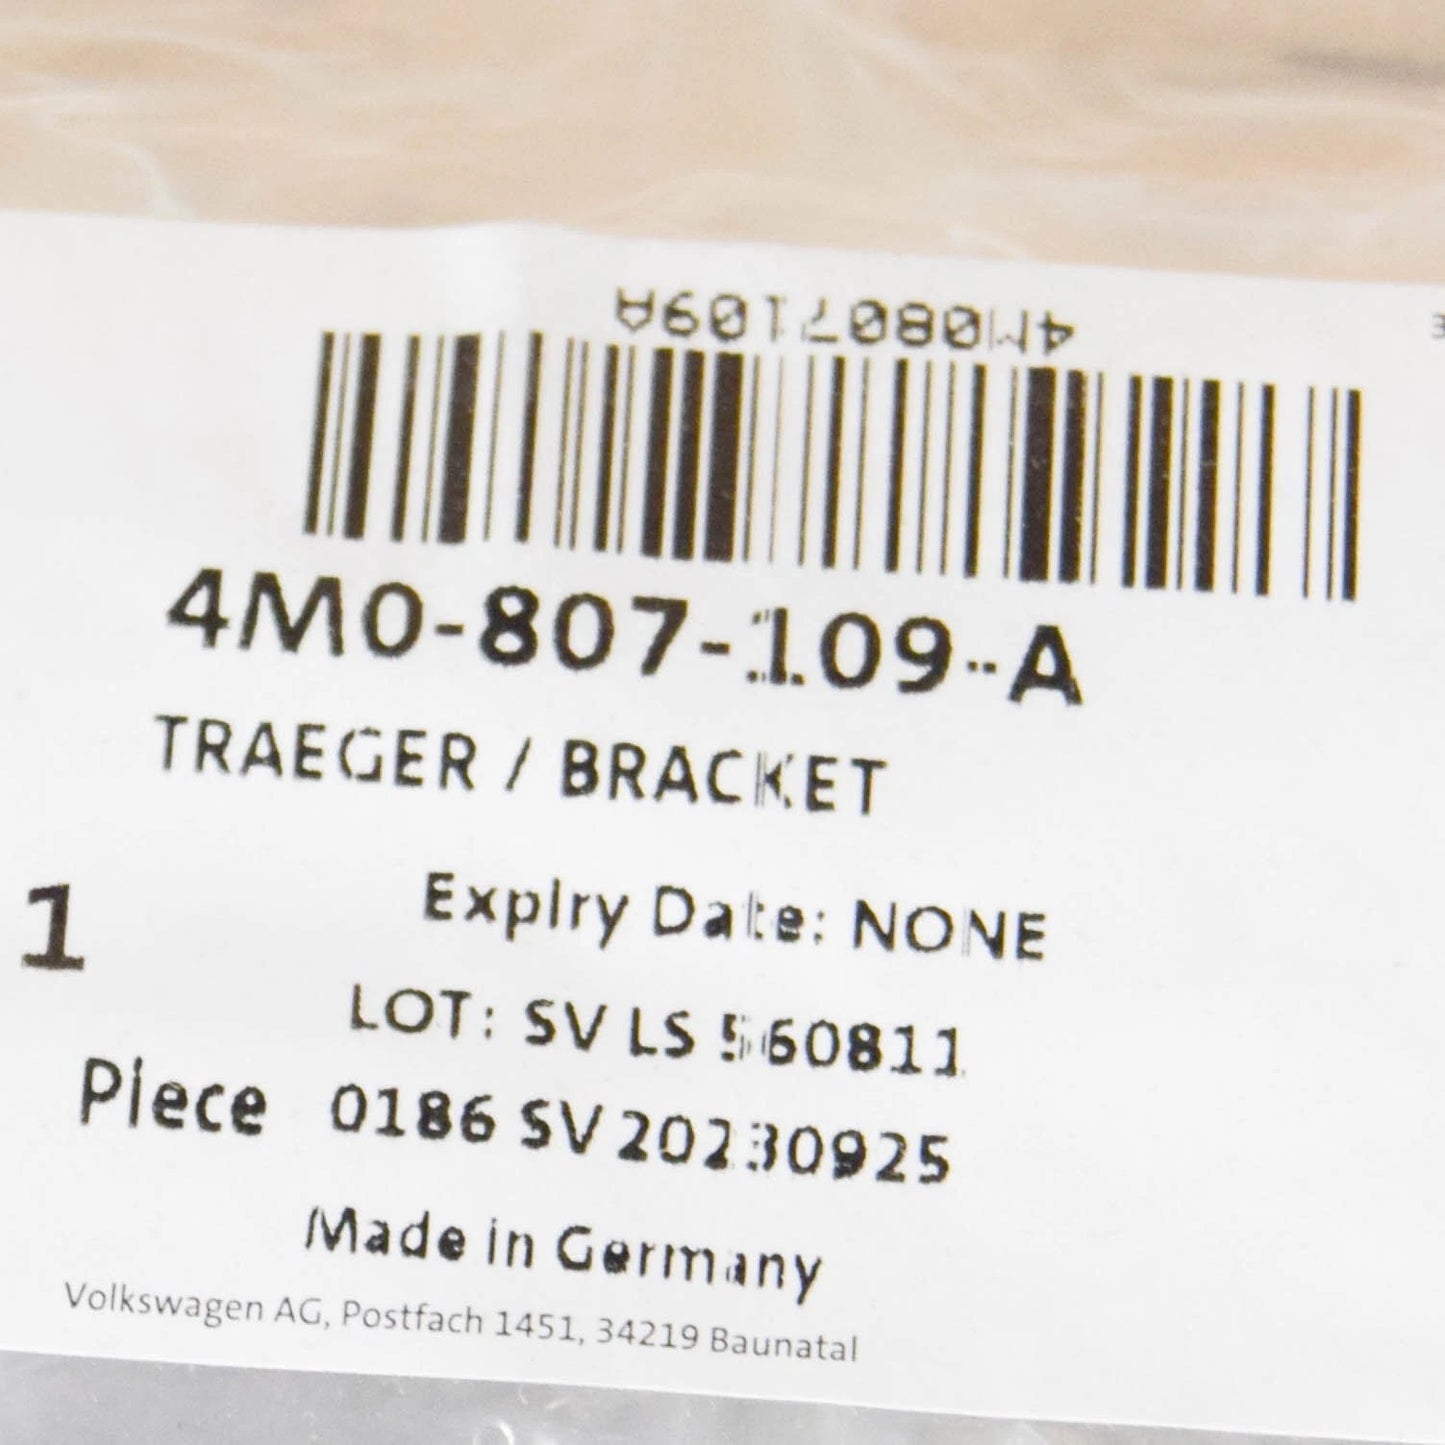 4M0807109A
4M0-807-109-A
TRAEGER / BRACKET
Expiry Date: NONE
1
LOT: SV LS 560811
Piece 0186 SV 20230925
Made in Germany
Volkswagen AG, Postfach 1451, 34219 Baunatal